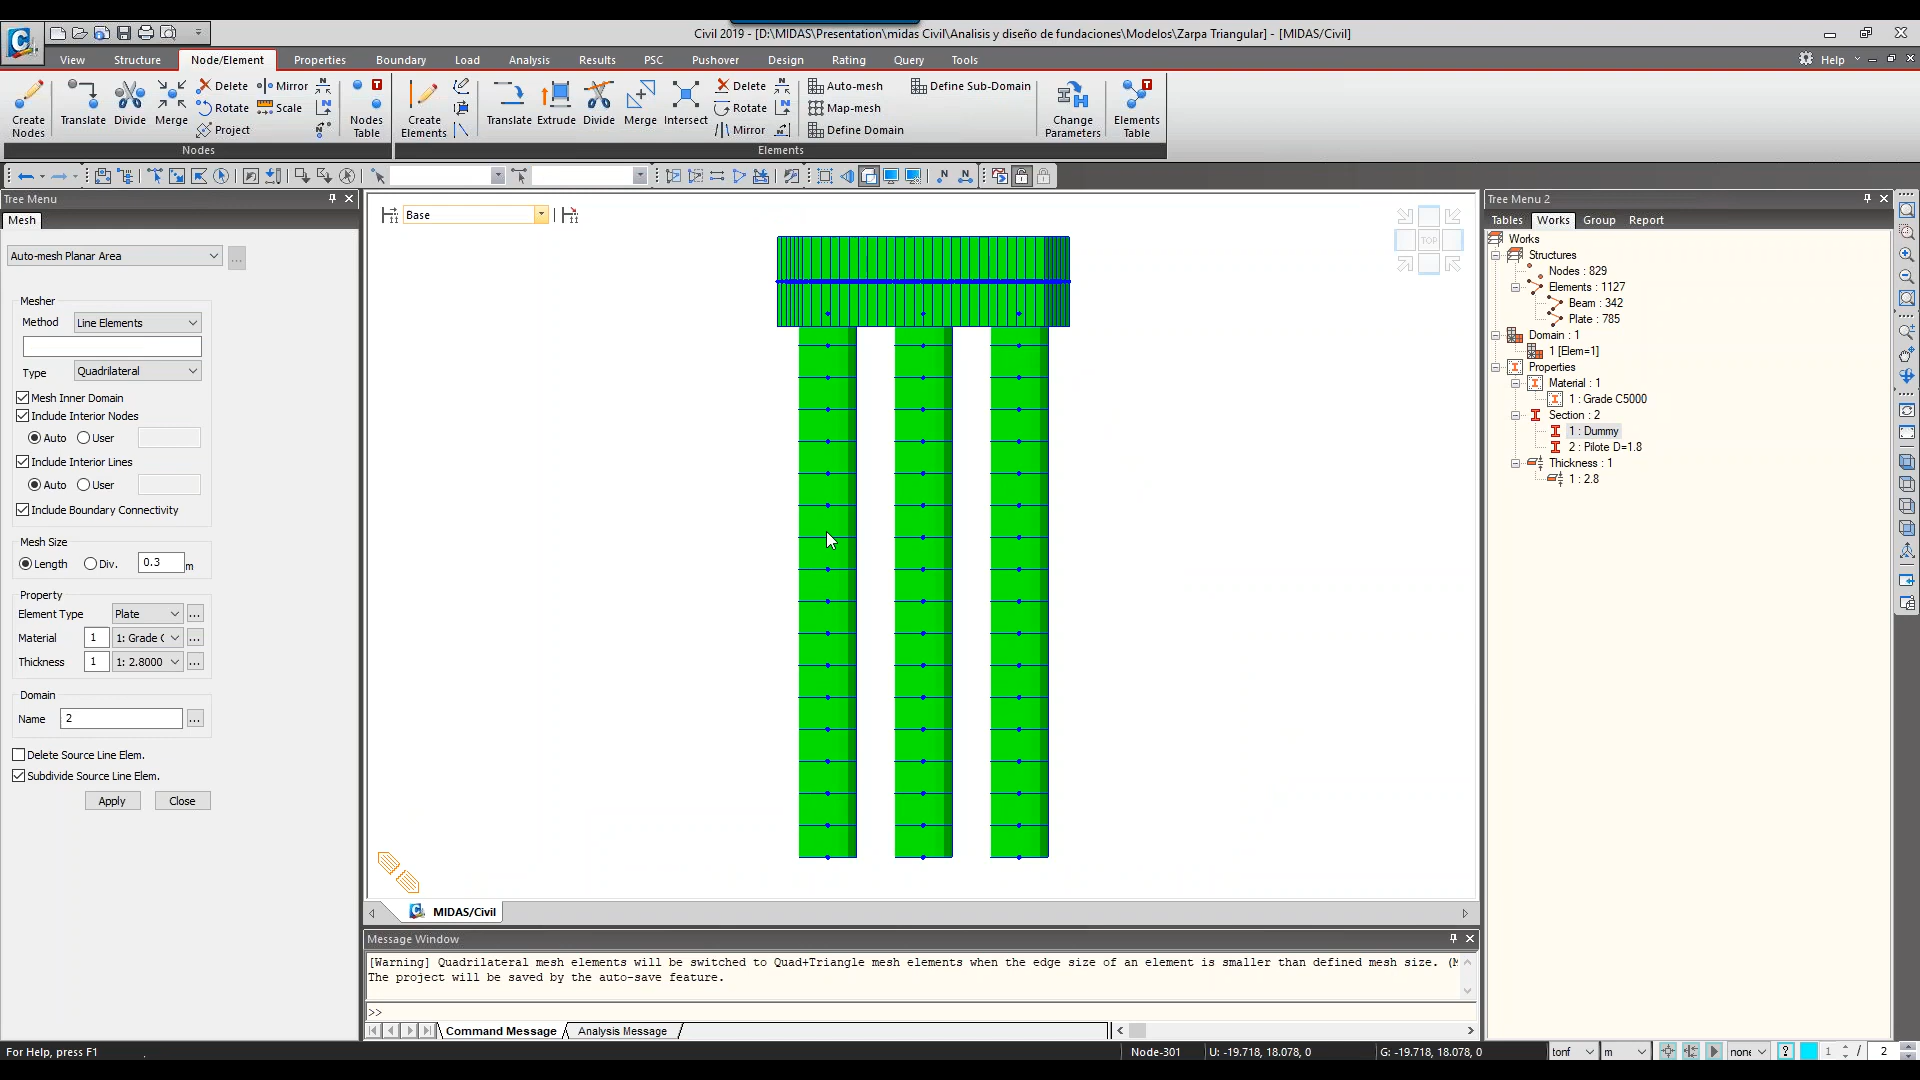 Civil 2019 - [D:\MIDAS\Presentation\midas Civil\Analisis y diseño de fundaciones\Modelos\Zarpa Triangular] - [MIDAS/Civil]
View Structure Node/Element Properties Boundary Load Analysis Results PSC Pushover Design Rating Query Tools Help
Create Nodes
Translate
Divide
Merge
Delete
Rotate
Project
Mirror
Scale
Nodes Table
Create Elements
Translate
Extrude
Divide
Merge
Intersect
Delete
Rotate
Mirror
Auto-mesh
Map-mesh
Define Domain
Define Sub-Domain
Change Parameters
Elements Table
Nodes
Elements
Tree Menu
Mesh
Auto-mesh Planar Area
...
Mesher
Method Line Elements
Type Quadrilateral
Mesh Inner Domain
Include Interior Nodes
Auto User
Include Interior Lines
Auto User
Include Boundary Connectivity
Mesh Size
Length Div. 0.3 m
Property
Element Type Plate ...
Material 1 1: Grade C ...
Thickness 1 1: 2.8000 ...
Domain
Name 2 ...
Delete Source Line Elem.
Subdivide Source Line Elem.
Apply Close
Base
TOP
MIDAS/Civil
Message Window
[Warning] Quadrilateral mesh elements will be switched to Quad+Triangle mesh elements when the edge size of an element is smaller than defined mesh size. (M
The project will be saved by the auto-save feature.
>>
Command Message Analysis Message
Tree Menu 2
Tables Works Group Report
Works
Structures
Nodes : 829
Elements : 1127
Beam : 342
Plate : 785
Domain : 1
1 [Elem=1]
Properties
Material : 1
1 : Grade C5000
Section : 2
1 : Dummy
2 : Pilote D=1.8
Thickness : 1
1 : 2.8
For Help, press F1
Node-301 U: -19.718, 18.078, 0 G: -19.718, 18.078, 0 tonf m none ? 1 / 2